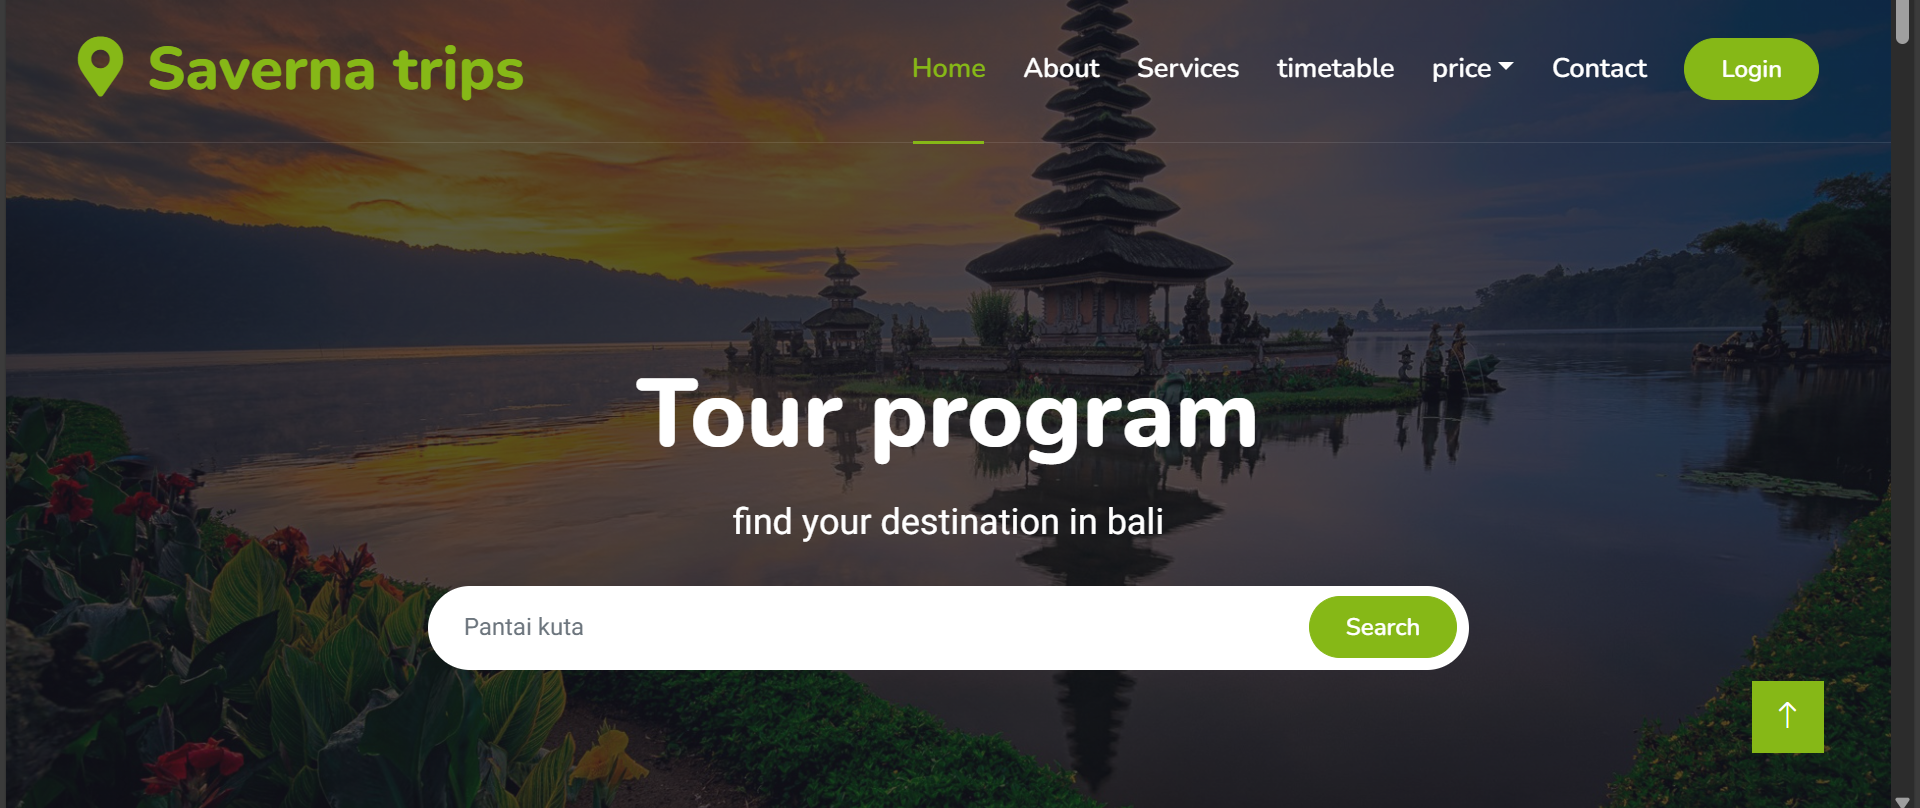 Saverna trips
Home About Services timetable price Contact Login
Tour program
find your destination in bali
Pantai kuta Search